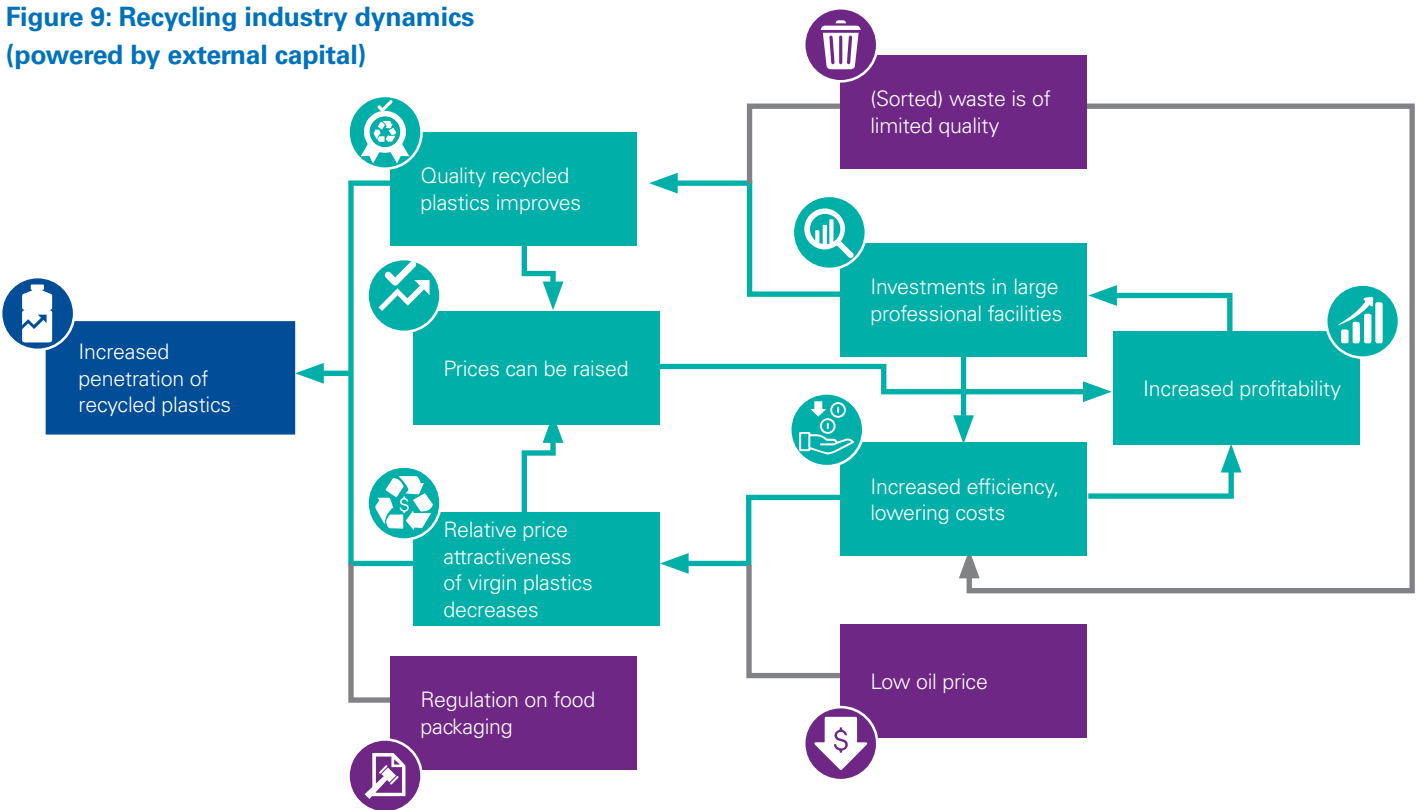 Figure 9: Recycling industry dynamics
(powered by external capital)
(Sorted) waste is of
limited quality
Quality recycled
plastics improves
Investments in large
professional facilities
Increased
penetration of
recycled plastics
Prices can be raised
Increased profitability
Increased efficiency,
lowering costs
Relative price
attractiveness
of virgin plastics
decreases
Regulation on food
packaging
Low oil price